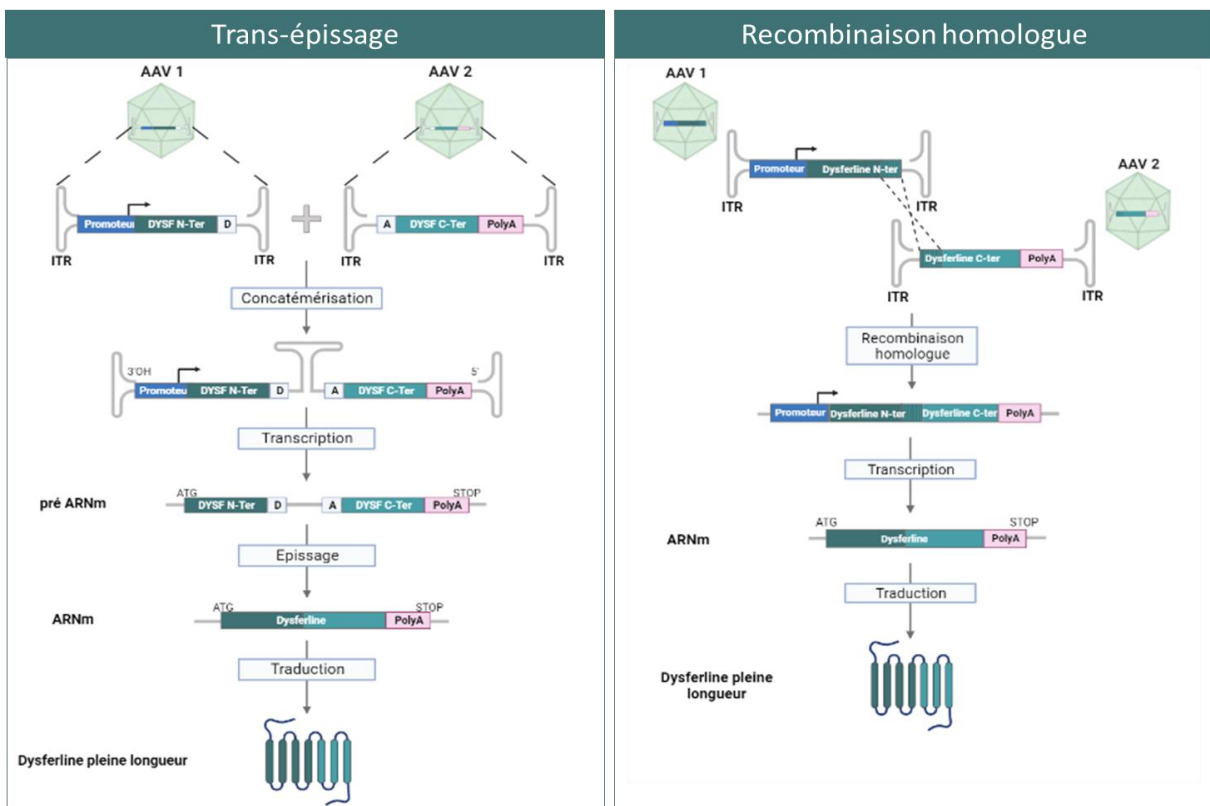 Trans-épissage
AAV 1
AAV 2
Promoteur
DYSF N-Ter
D
A
DYSF C-Ter
PolyA
ITR
ITR
ITR
ITR
Concatémérisation
3'OH
5'
Promoteu
DYSF N-Ter
D
A
DYSF C-Ter
PolyA
Transcription
pré ARNm
ATG
STOP
DYSF N-Ter
D
A
DYSF C-Ter
PolyA
Epissage
ARNm
ATG
STOP
Dysferline
PolyA
Traduction
Dysferline pleine longueur
Recombinaison homologue
AAV 1
Promoteur
Dysferline N-ter
ITR
ITR
AAV 2
Dysferline C-ter
PolyA
ITR
ITR
Recombinaison
homologue
Promoteur
Dysferline N-ter
Dysferline C-ter
PolyA
Transcription
ARNm
ATG
STOP
Dysferline
PolyA
Traduction
Dysferline pleine
longueur